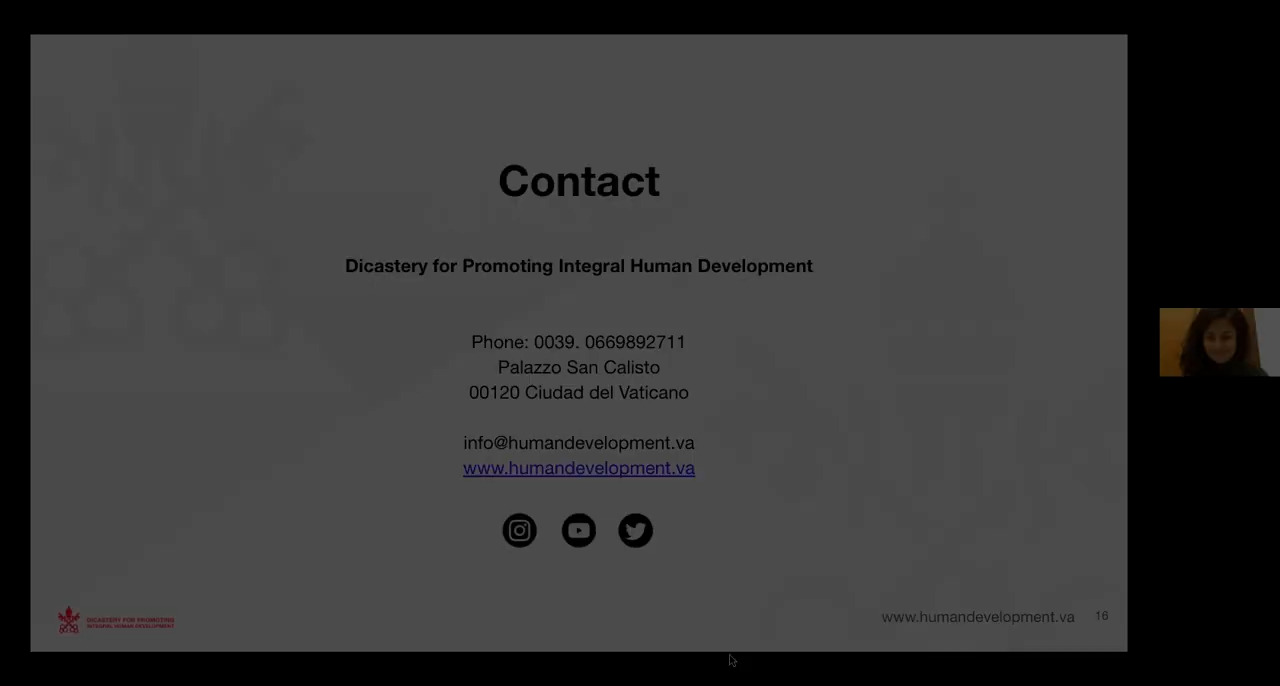 Contact
Dicastery for Promoting Integral Human Development
Phone: 0039. 0669892711
Palazzo San Calisto
00120 Ciudad del Vaticano
info@humandevelopment.va
www.humandevelopment.va
DICASTERY FOR PROMOTING
INTEGRAL HUMAN DEVELOPMENT
www.humandevelopment.va 16